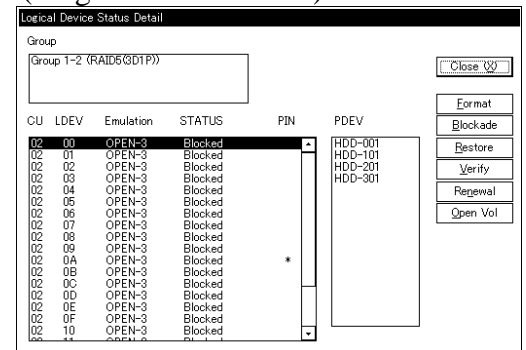 Logical Device Status Detail
Group
Group 1-2 (RAID5(3D1P))
Close (X)
Format
CU LDEV Emulation STATUS PIN PDEV
Blockade
02 00 OPEN-3 Blocked HDD-001
Restore
02 01 OPEN-3 Blocked HDD-101
02 02 OPEN-3 Blocked HDD-201
Verify
02 03 OPEN-3 Blocked HDD-301
02 04 OPEN-3 Blocked
Renewal
02 05 OPEN-3 Blocked
02 06 OPEN-3 Blocked
Open Vol
02 07 OPEN-3 Blocked
02 08 OPEN-3 Blocked
02 09 OPEN-3 Blocked
02 0A OPEN-3 Blocked *
02 0B OPEN-3 Blocked
02 0C OPEN-3 Blocked
02 0D OPEN-3 Blocked
02 0E OPEN-3 Blocked
02 0F OPEN-3 Blocked
02 10 OPEN-3 Blocked